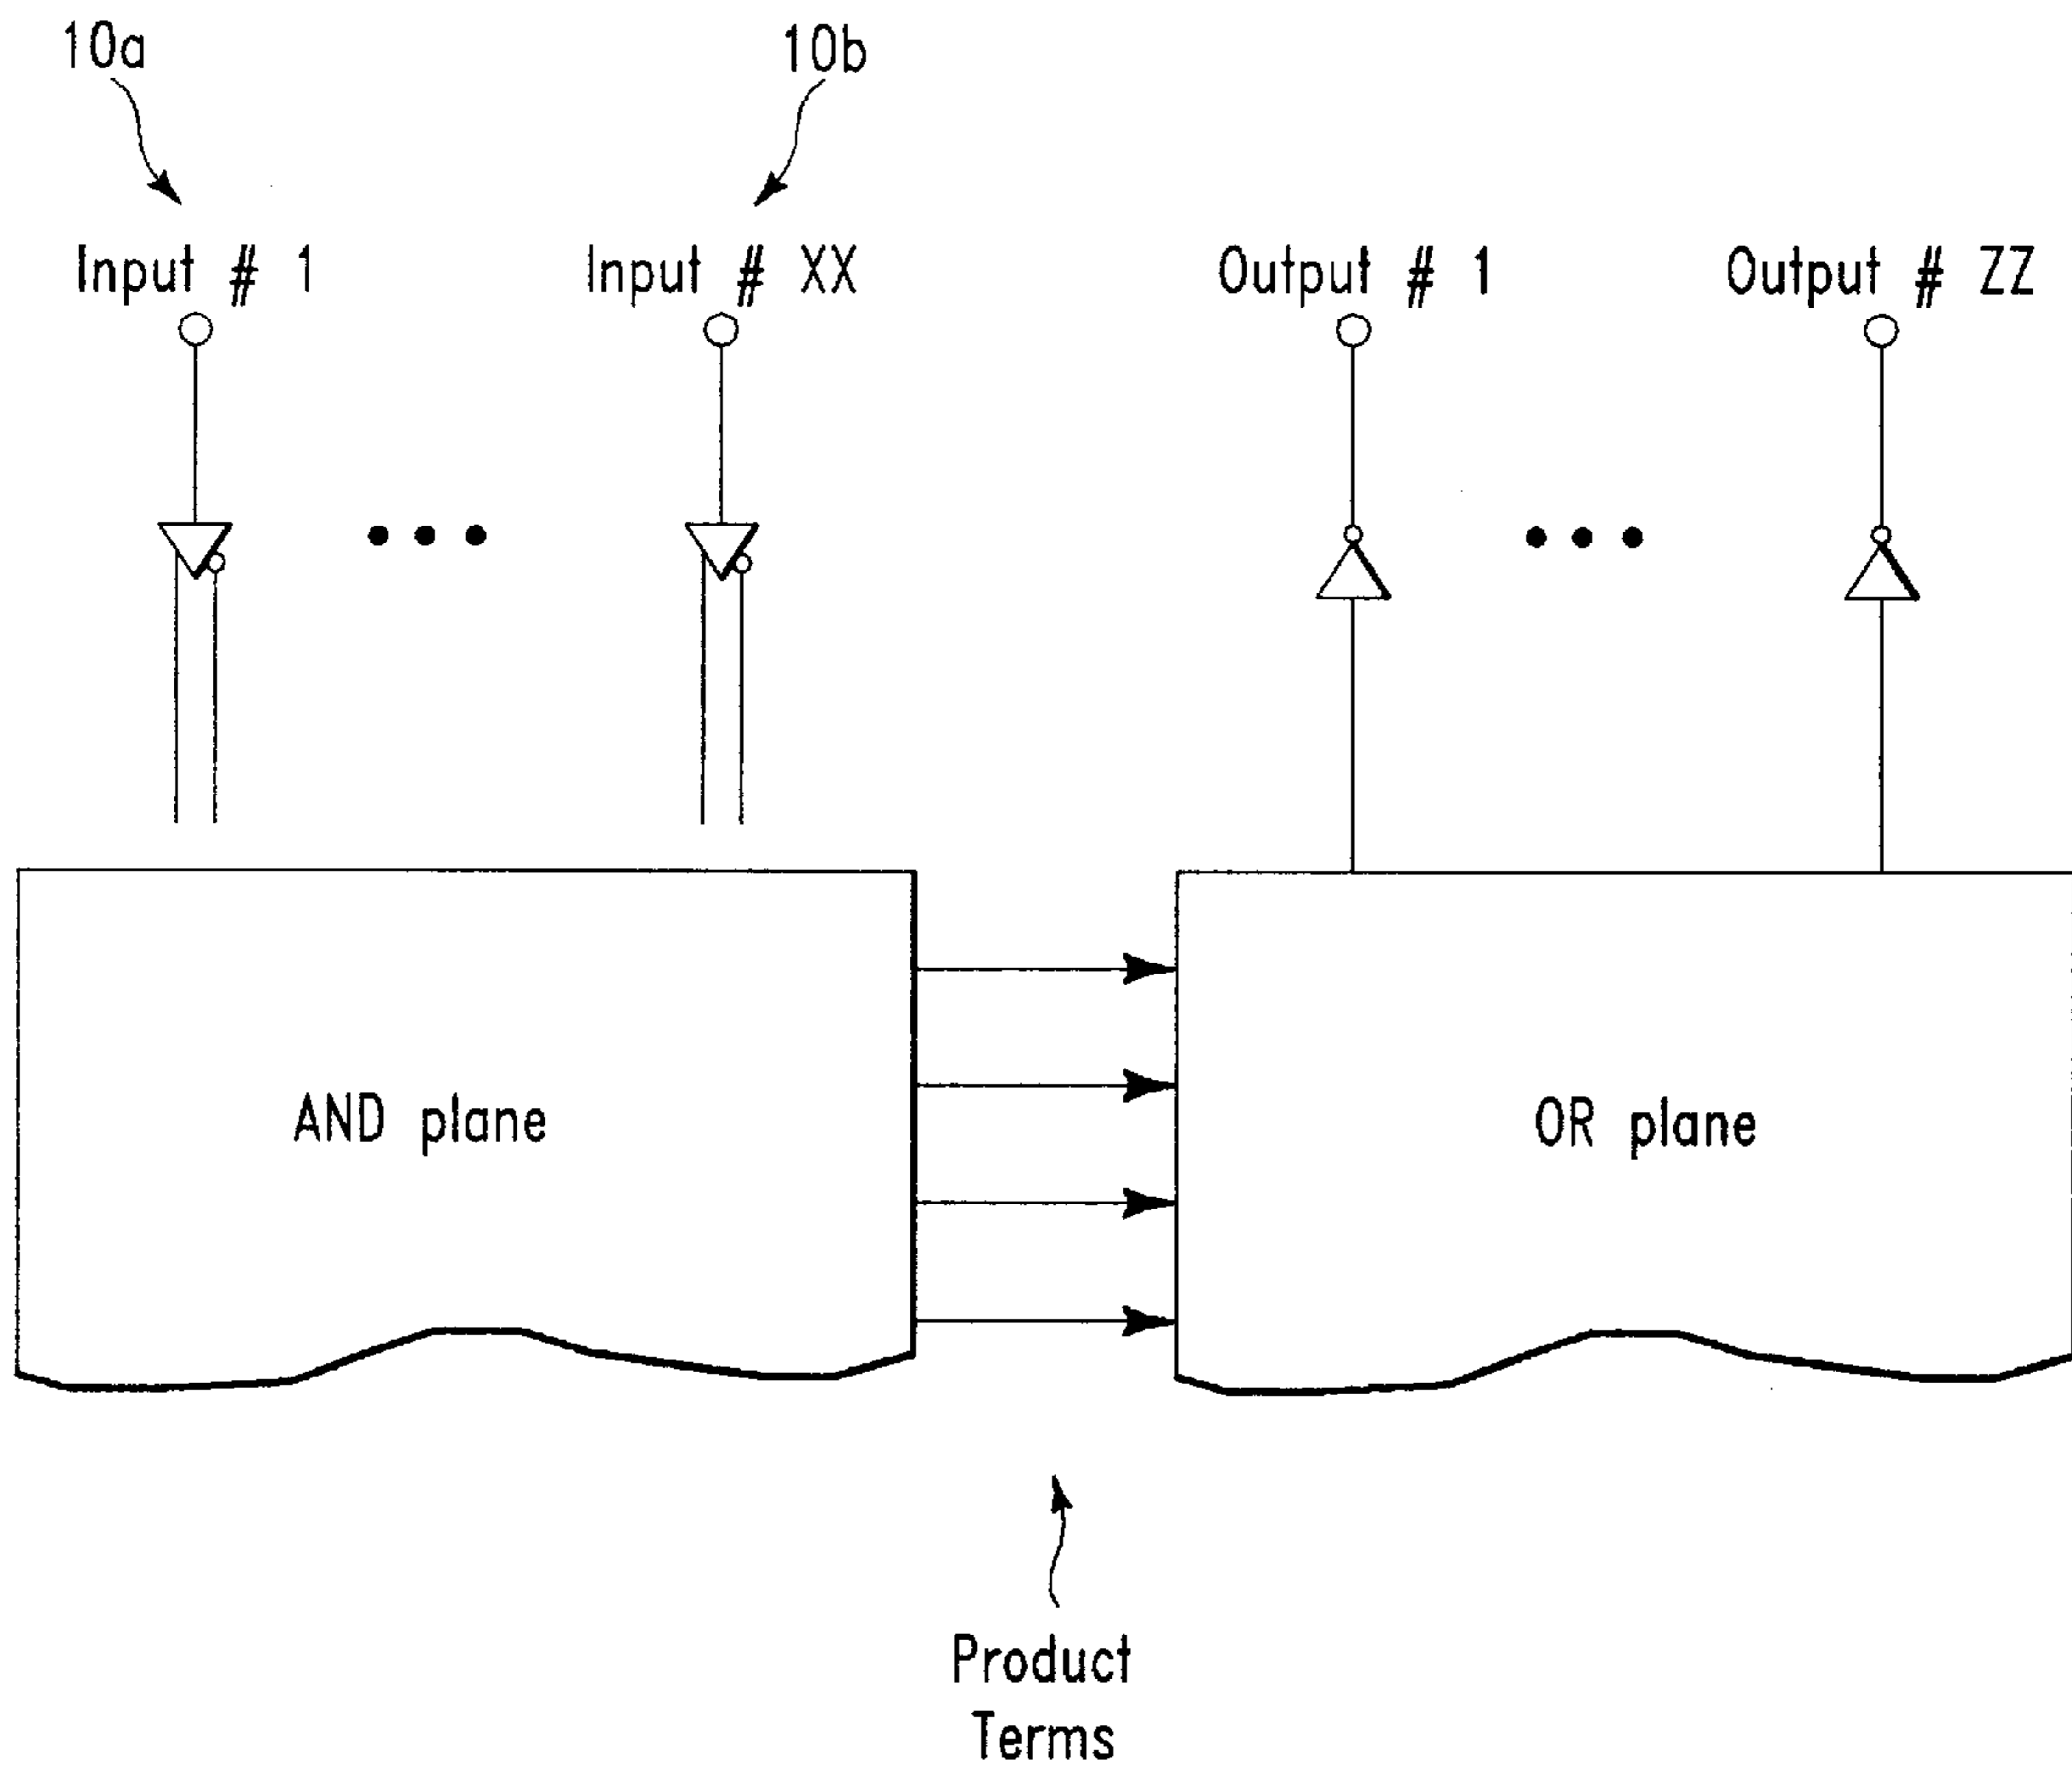 10a
10b
Input # 1
Input # XX
Output # 1
Output # ZZ
AND plane
OR plane
Product
Terms